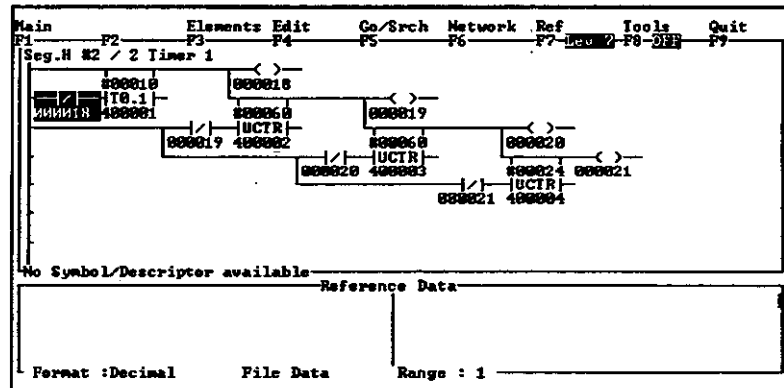 Main Elements Edit Go/Srch Network Ref Tools Quit
F1 F2 F3 F4 F5 F6 F7-Lev ?-F8-OFF-F9
Seg.H #2 / 2 Timer 1
#00010 000018
T0.1
400001 #00060 000019
000019 UCTR
400002 #00060 000020
000020 UCTR
400003 #00024 000021
000021 UCTR
400004
No Symbol/Descriptor available
Reference Data
Format :Decimal File Data Range : 1